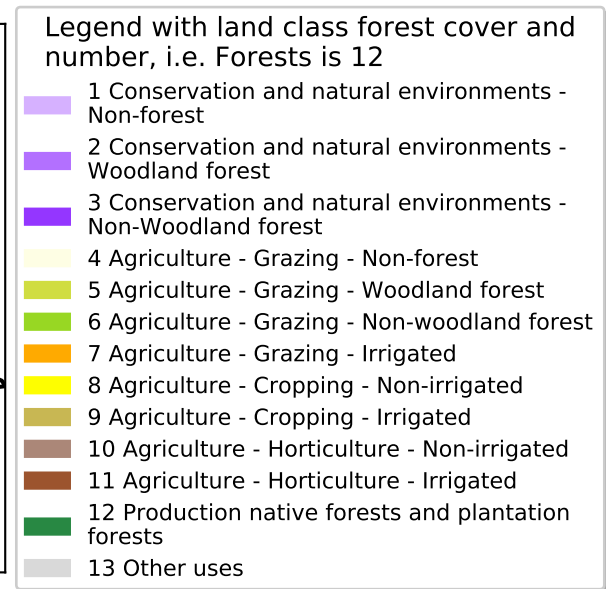 Legend with land class forest cover and
number, i.e. Forests is 12
1 Conservation and natural environments -
Non-forest
2 Conservation and natural environments -
Woodland forest
3 Conservation and natural environments -
Non-Woodland forest
4 Agriculture - Grazing - Non-forest
5 Agriculture - Grazing - Woodland forest
6 Agriculture - Grazing - Non-woodland forest
7 Agriculture - Grazing - Irrigated
8 Agriculture - Cropping - Non-irrigated
9 Agriculture - Cropping - Irrigated
10 Agriculture - Horticulture - Non-irrigated
11 Agriculture - Horticulture - Irrigated
12 Production native forests and plantation
forests
13 Other uses